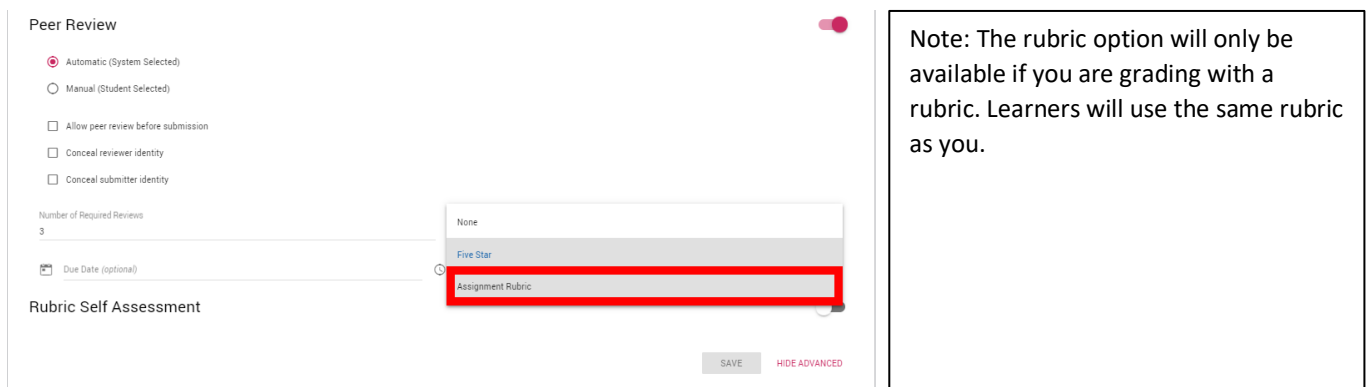 Peer Review
Automatic (System Selected)
Manual (Student Selected)
Allow peer review before submission
Conceal reviewer identity
Conceal submitter identity
Number of Required Reviews
3
None
Five Star
Assignment Rubric
Due Date (optional)
Rubric Self Assessment
SAVE HIDE ADVANCED
Note: The rubric option will only be
available if you are grading with a
rubric. Learners will use the same rubric
as you.